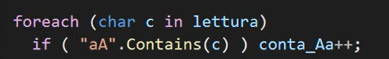 foreach (char c in lettura)
if ( "aA".Contains(c) ) conta_Aa++;